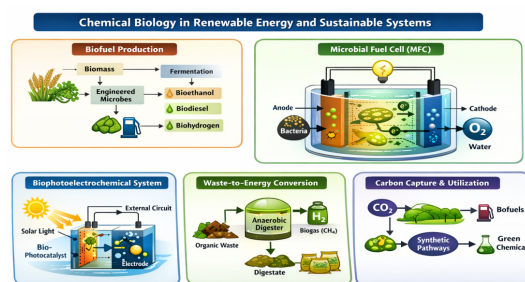 Chemical Biology in Renewable Energy and Sustainable Systems
Biofuel Production
Biomass
Fermentation
Engineered
Microbes
Bioethanol
Biodiesel
Biohydrogen
Microbial Fuel Cell (MFC)
Anode
Cathode
Bacteria
e
e
O₂
Water
Biophotoelectrochemical System
Solar Light
External Circuit
Bio-
Photocatalyst
Electrode
Waste-to-Energy Conversion
Organic Waste
Anaerobic
Digester
H₂
Biogas (CH₄)
Digestate
Carbon Capture & Utilization
CO₂
Bofuels
Synthetic
Pathways
Green
Chemical